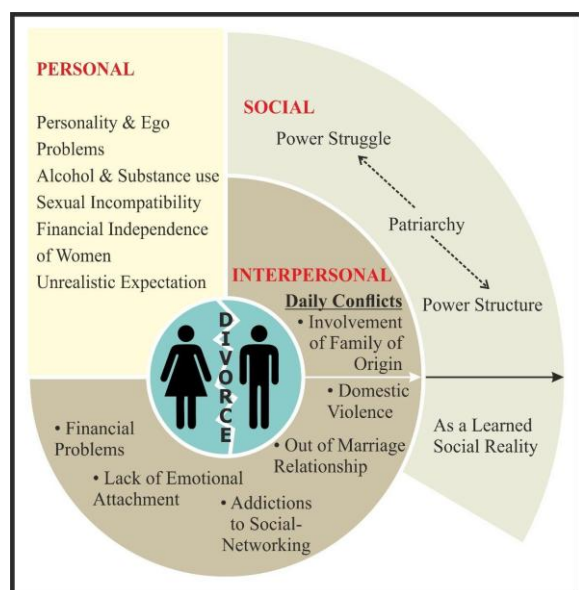 PERSONAL
Personality & Ego
Problems
Alcohol & Substance use
Sexual Incompatibility
Financial Independence
of Women
Unrealistic Expectation
SOCIAL
Power Struggle
Patriarchy
Power Structure
As a Learned
Social Reality
INTERPERSONAL
Daily Conflicts
• Involvement
of Family of
Origin
• Domestic
Violence
• Out of Marriage
Relationship
• Addictions
to Social-
Networking
• Lack of Emotional
Attachment
• Financial
Problems
DIVORCE